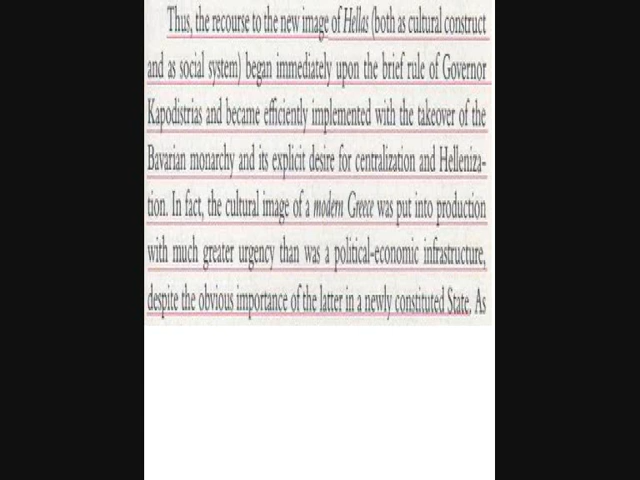 Thus, the recourse to the new image of Hellas (both as cultural construct
and as social system) began immediately upon the brief rule of Governor
Kapodistrias and became efficiently implemented with the takeover of the
Bavarian monarchy and its explicit desire for centralization and Helleniza-
tion. In fact, the cultural image of a modern Greece was put into production
with much greater urgency than was a political-economic infrastructure,
despite the obvious importance of the latter in a newly constituted State. As